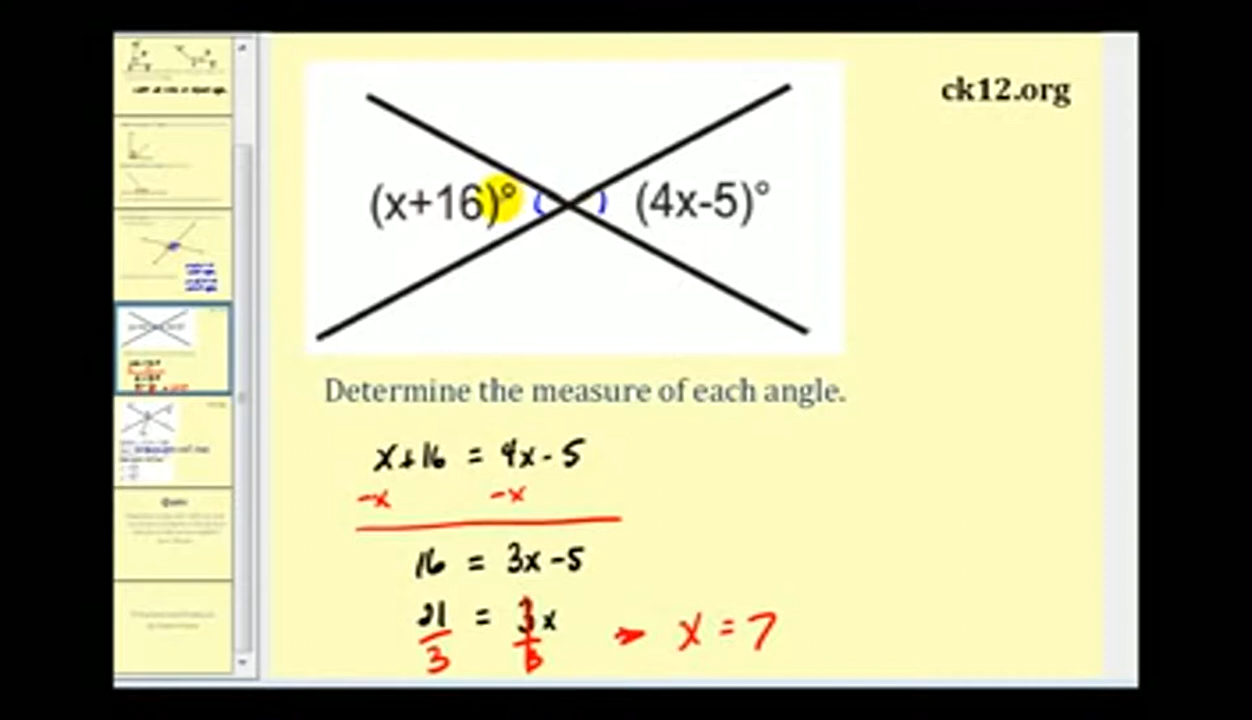 ck12.org
(x+16)° (4x-5)°
Determine the measure of each angle.
x+16 = 4x-5
-x -x
16 = 3x-5
21 = 3x
3 3
x = 7
Quiz